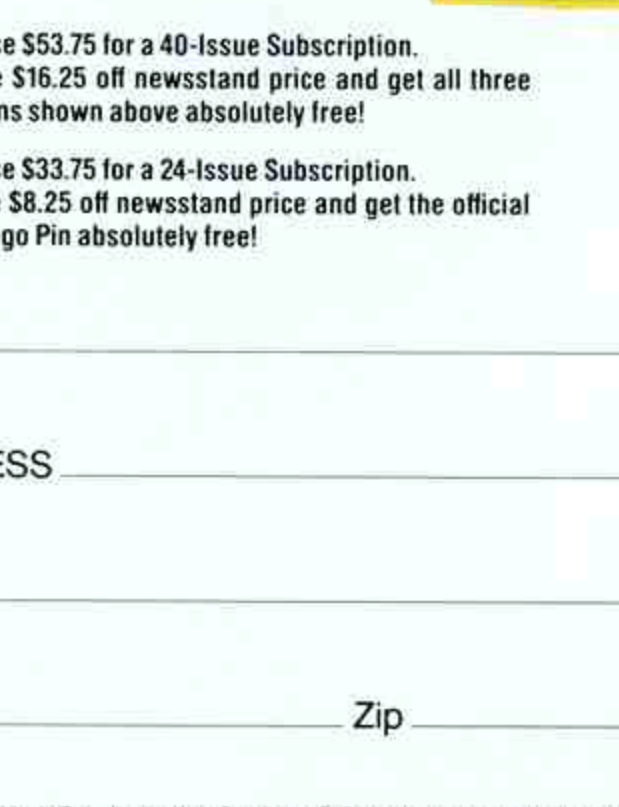 ce $53.75 for a 40-Issue Subscription.
e $16.25 off newsstand price and get all three
ns shown above absolutely free!
ce $33.75 for a 24-Issue Subscription.
e $8.25 off newsstand price and get the official
go Pin absolutely free!
ESS
Zip